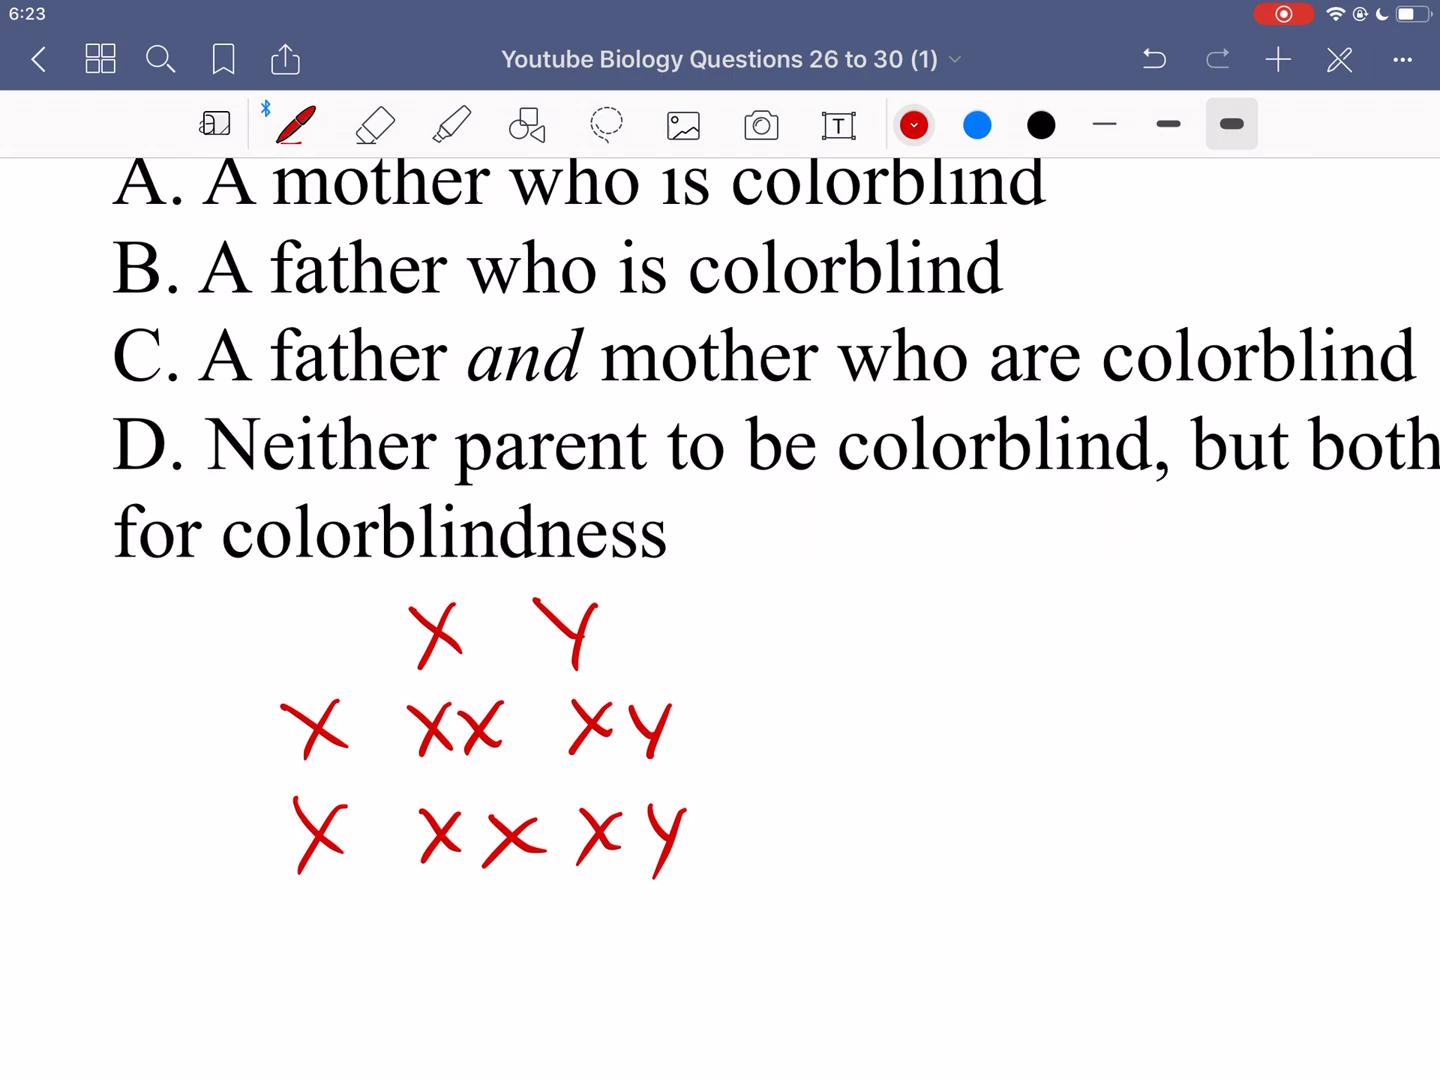 6:23
Youtube Biology Questions 26 to 30 (1)
T
A. A mother who is colorblind
B. A father who is colorblind
C. A father and mother who are colorblind
D. Neither parent to be colorblind, but both
for colorblindness
X Y
X XX XY
X XX XY